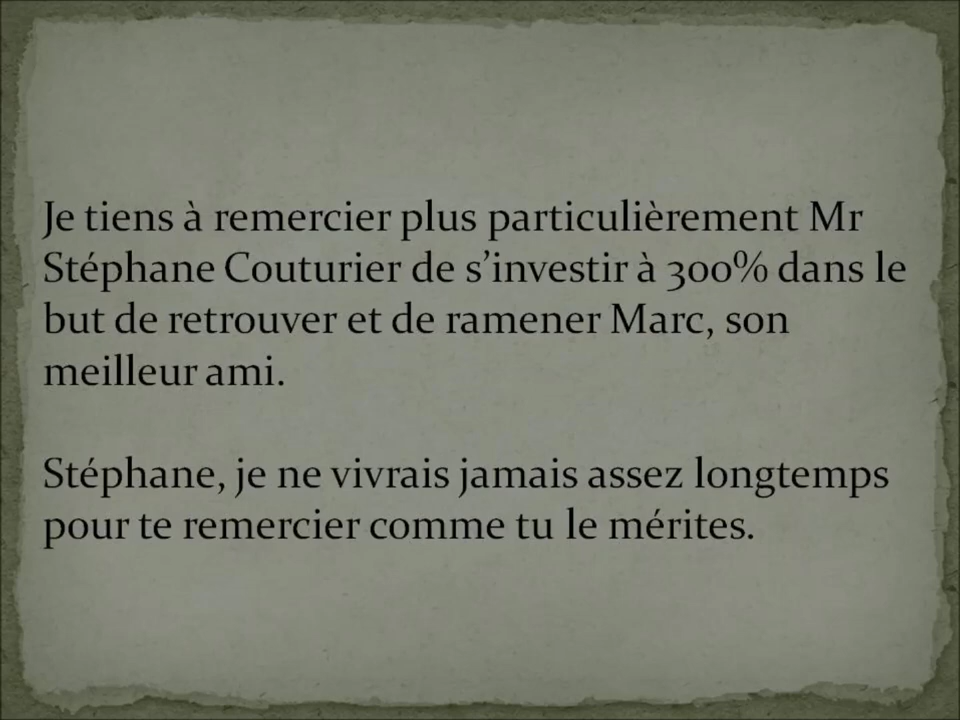 Je tiens à remercier plus particulièrement Mr
Stéphane Couturier de s’investir à 300% dans le
but de retrouver et de ramener Marc, son
meilleur ami.
Stéphane, je ne vivrais jamais assez longtemps
pour te remercier comme tu le mérites.